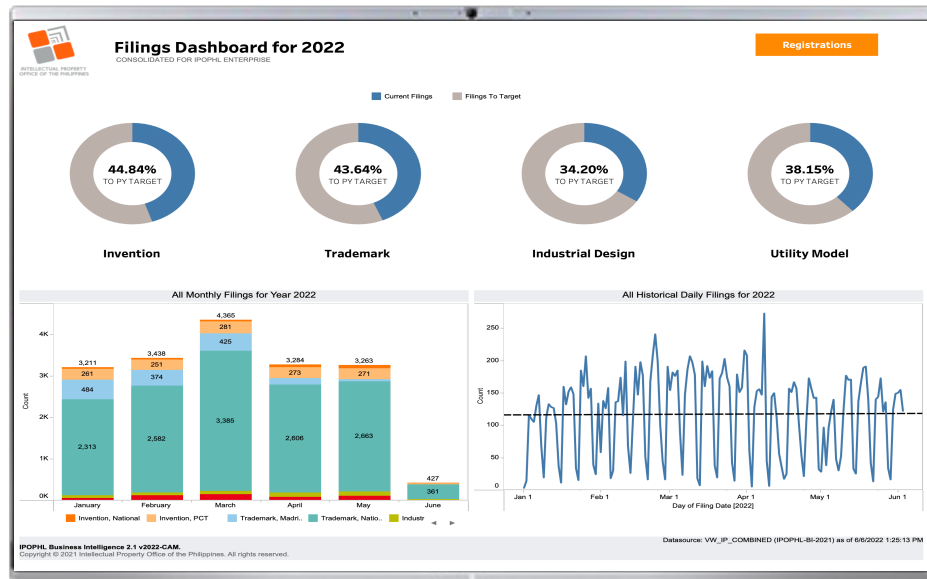 INTELLECTUAL PROPERTY
OFFICE OF THE PHILIPPINES
Filings Dashboard for 2022
CONSOLIDATED FOR IPOPHL ENTERPRISE
Registrations
Current Filings Filings To Target
44.84%
TO PY TARGET
Invention
43.64%
TO PY TARGET
Trademark
34.20%
TO PY TARGET
Industrial Design
38.15%
TO PY TARGET
Utility Model
All Monthly Filings for Year 2022
Count
4K
3K
2K
1K
0K
3,211
261
484
2,313
3,438
251
374
2,582
4,365
281
425
3,385
3,284
273
2,606
3,263
271
2,663
427
361
January February March April May June
Invention, National Invention, PCT Trademark, Madri.. Trademark, Natio.. Industr
All Historical Daily Filings for 2022
Count
250
200
150
100
50
0
Jan 1 Feb 1 Mar 1 Apr 1 May 1 Jun 1
Day of Filing Date [2022]
Datasource: VW_IP_COMBINED (IPOPHL-BI-2021) as of 6/6/2022 1:25:13 PM
IPOPHL Business Intelligence 2.1 v2022-CAM.
Copyright © 2021 Intellectual Property Office of the Philippines. All rights reserved.